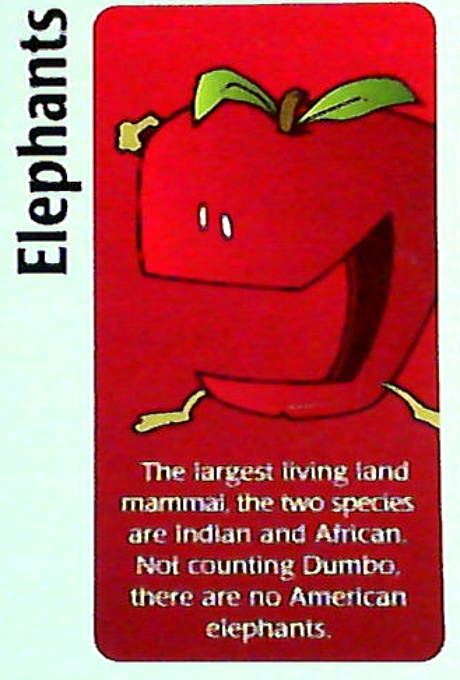 Elephants
The largest living land
mammal, the two species
are Indian and African.
Not counting Dumbo,
there are no American
elephants.